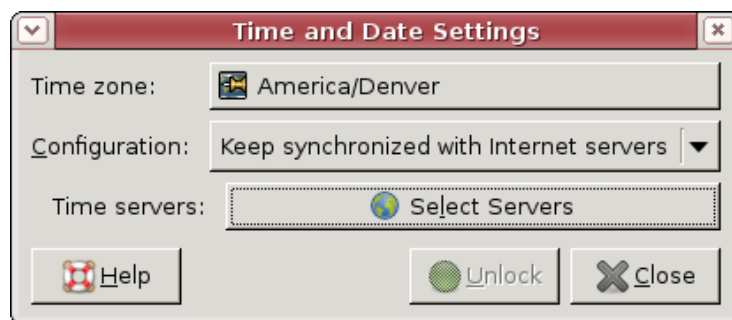 Time and Date Settings
Time zone: America/Denver
Configuration: Keep synchronized with Internet servers
Time servers: Select Servers
Help Unlock Close